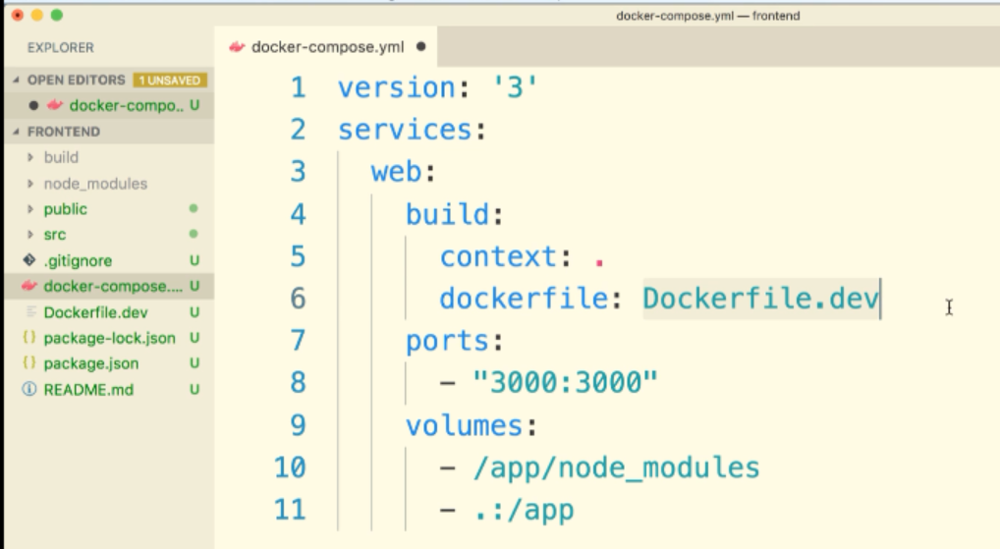 docker-compose.yml — frontend
EXPLORER
OPEN EDITORS 1 UNSAVED
docker-compo.. U
FRONTEND
build
node_modules
public
src
.gitignore U
docker-compose.... U
Dockerfile.dev U
package-lock.json U
package.json U
README.md U
docker-compose.yml
1 version: '3'
2 services:
3 web:
4 build:
5 context: .
6 dockerfile: Dockerfile.dev
7 ports:
8 - "3000:3000"
9 volumes:
10 - /app/node_modules
11 - .:/app